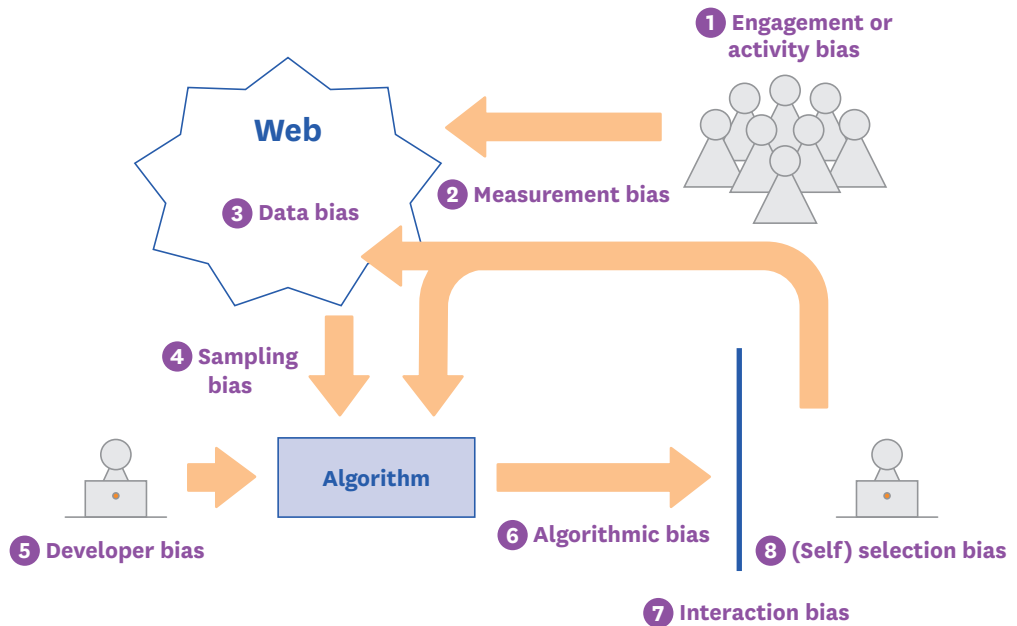 1 Engagement or
activity bias
Web
2 Measurement bias
3 Data bias
4 Sampling
bias
Algorithm
5 Developer bias
6 Algorithmic bias
8 (Self) selection bias
7 Interaction bias